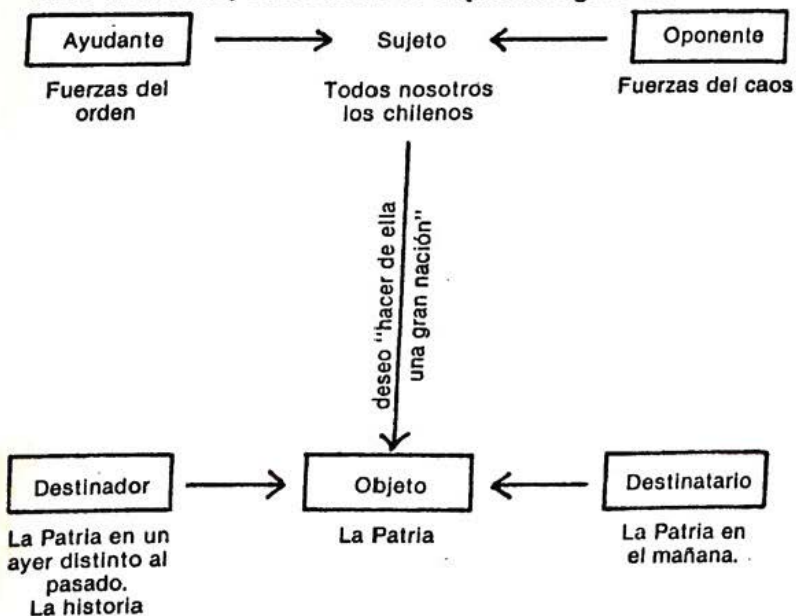 Ayudante
Sujeto
Oponente
Fuerzas del
orden
Todos nosotros
los chilenos
Fuerzas del caos
deseo "hacer de ella
una gran nación"
Destinador
Objeto
Destinatario
La Patria en un
ayer distinto al
pasado.
La historia
La Patria
La Patria en
el mañana.